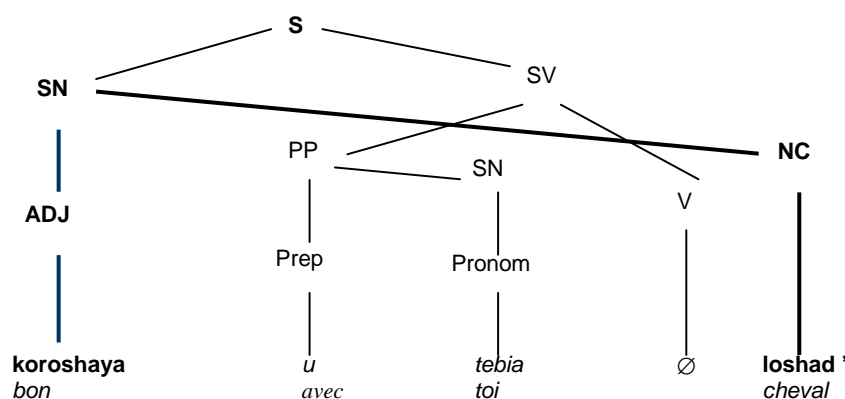 S
SV
SN
PP
SN
NC
ADJ
V
Prep
Pronom
koroshaya u tebia ∅ loshad '
bon avec toi cheval